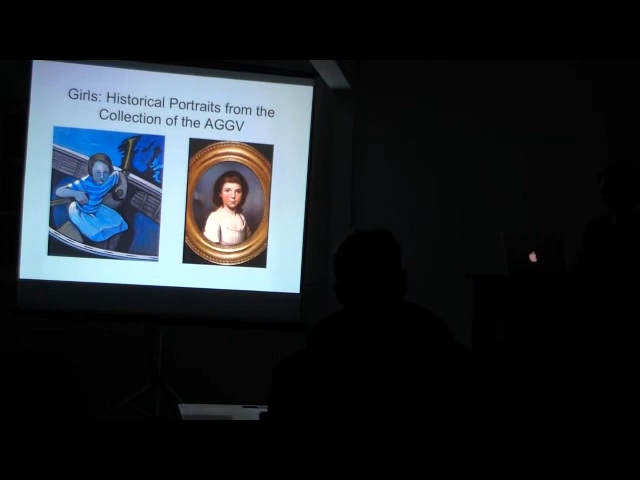 Girls: Historical Portraits from the
Collection of the AGGV